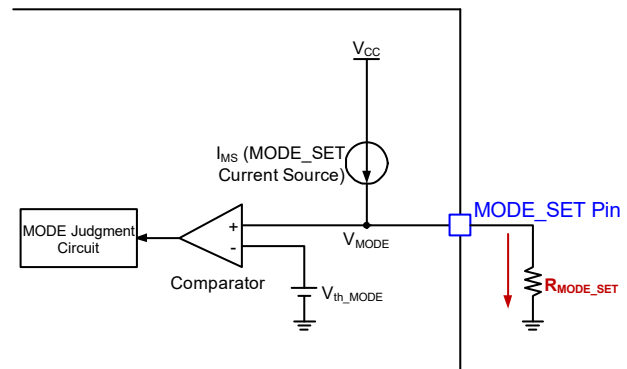 V_CC
I_MS (MODE_SET
Current Source)
MODE_SET Pin
MODE Judgment
Circuit
+
-
V_MODE
Comparator
V_th_MODE
R_MODE_SET